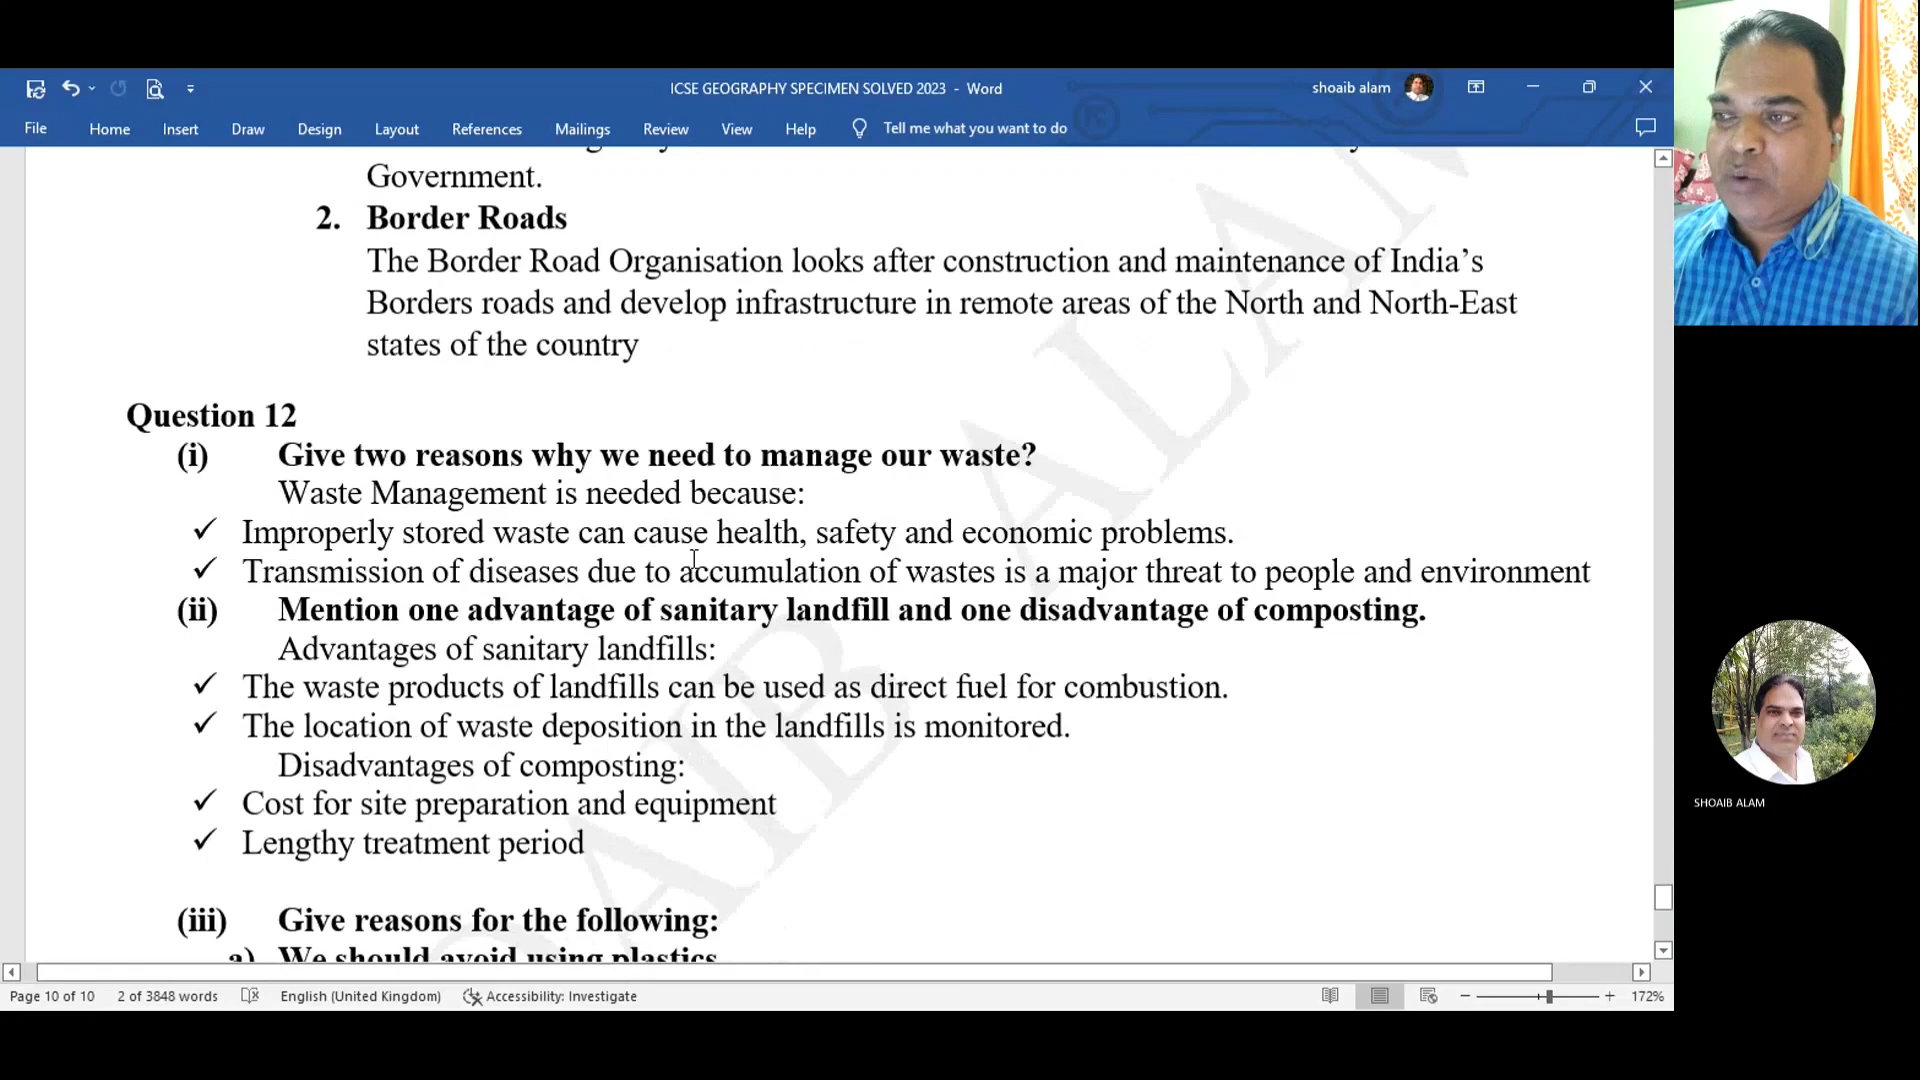 ICSE GEOGRAPHY SPECIMEN SOLVED 2023 - Word
shoaib alam
File Home Insert Draw Design Layout References Mailings Review View Help Tell me what you want to do
Government.
2. Border Roads
The Border Road Organisation looks after construction and maintenance of India’s
Borders roads and develop infrastructure in remote areas of the North and North-East
states of the country
Question 12
(i) Give two reasons why we need to manage our waste?
Waste Management is needed because:
✓ Improperly stored waste can cause health, safety and economic problems.
✓ Transmission of diseases due to accumulation of wastes is a major threat to people and environment
(ii) Mention one advantage of sanitary landfill and one disadvantage of composting.
Advantages of sanitary landfills:
✓ The waste products of landfills can be used as direct fuel for combustion.
✓ The location of waste deposition in the landfills is monitored.
Disadvantages of composting:
✓ Cost for site preparation and equipment
✓ Lengthy treatment period
(iii) Give reasons for the following:
a) We should avoid using plastics
SHOAIB ALAM
Page 10 of 10 2 of 3848 words English (United Kingdom) Accessibility: Investigate 172%